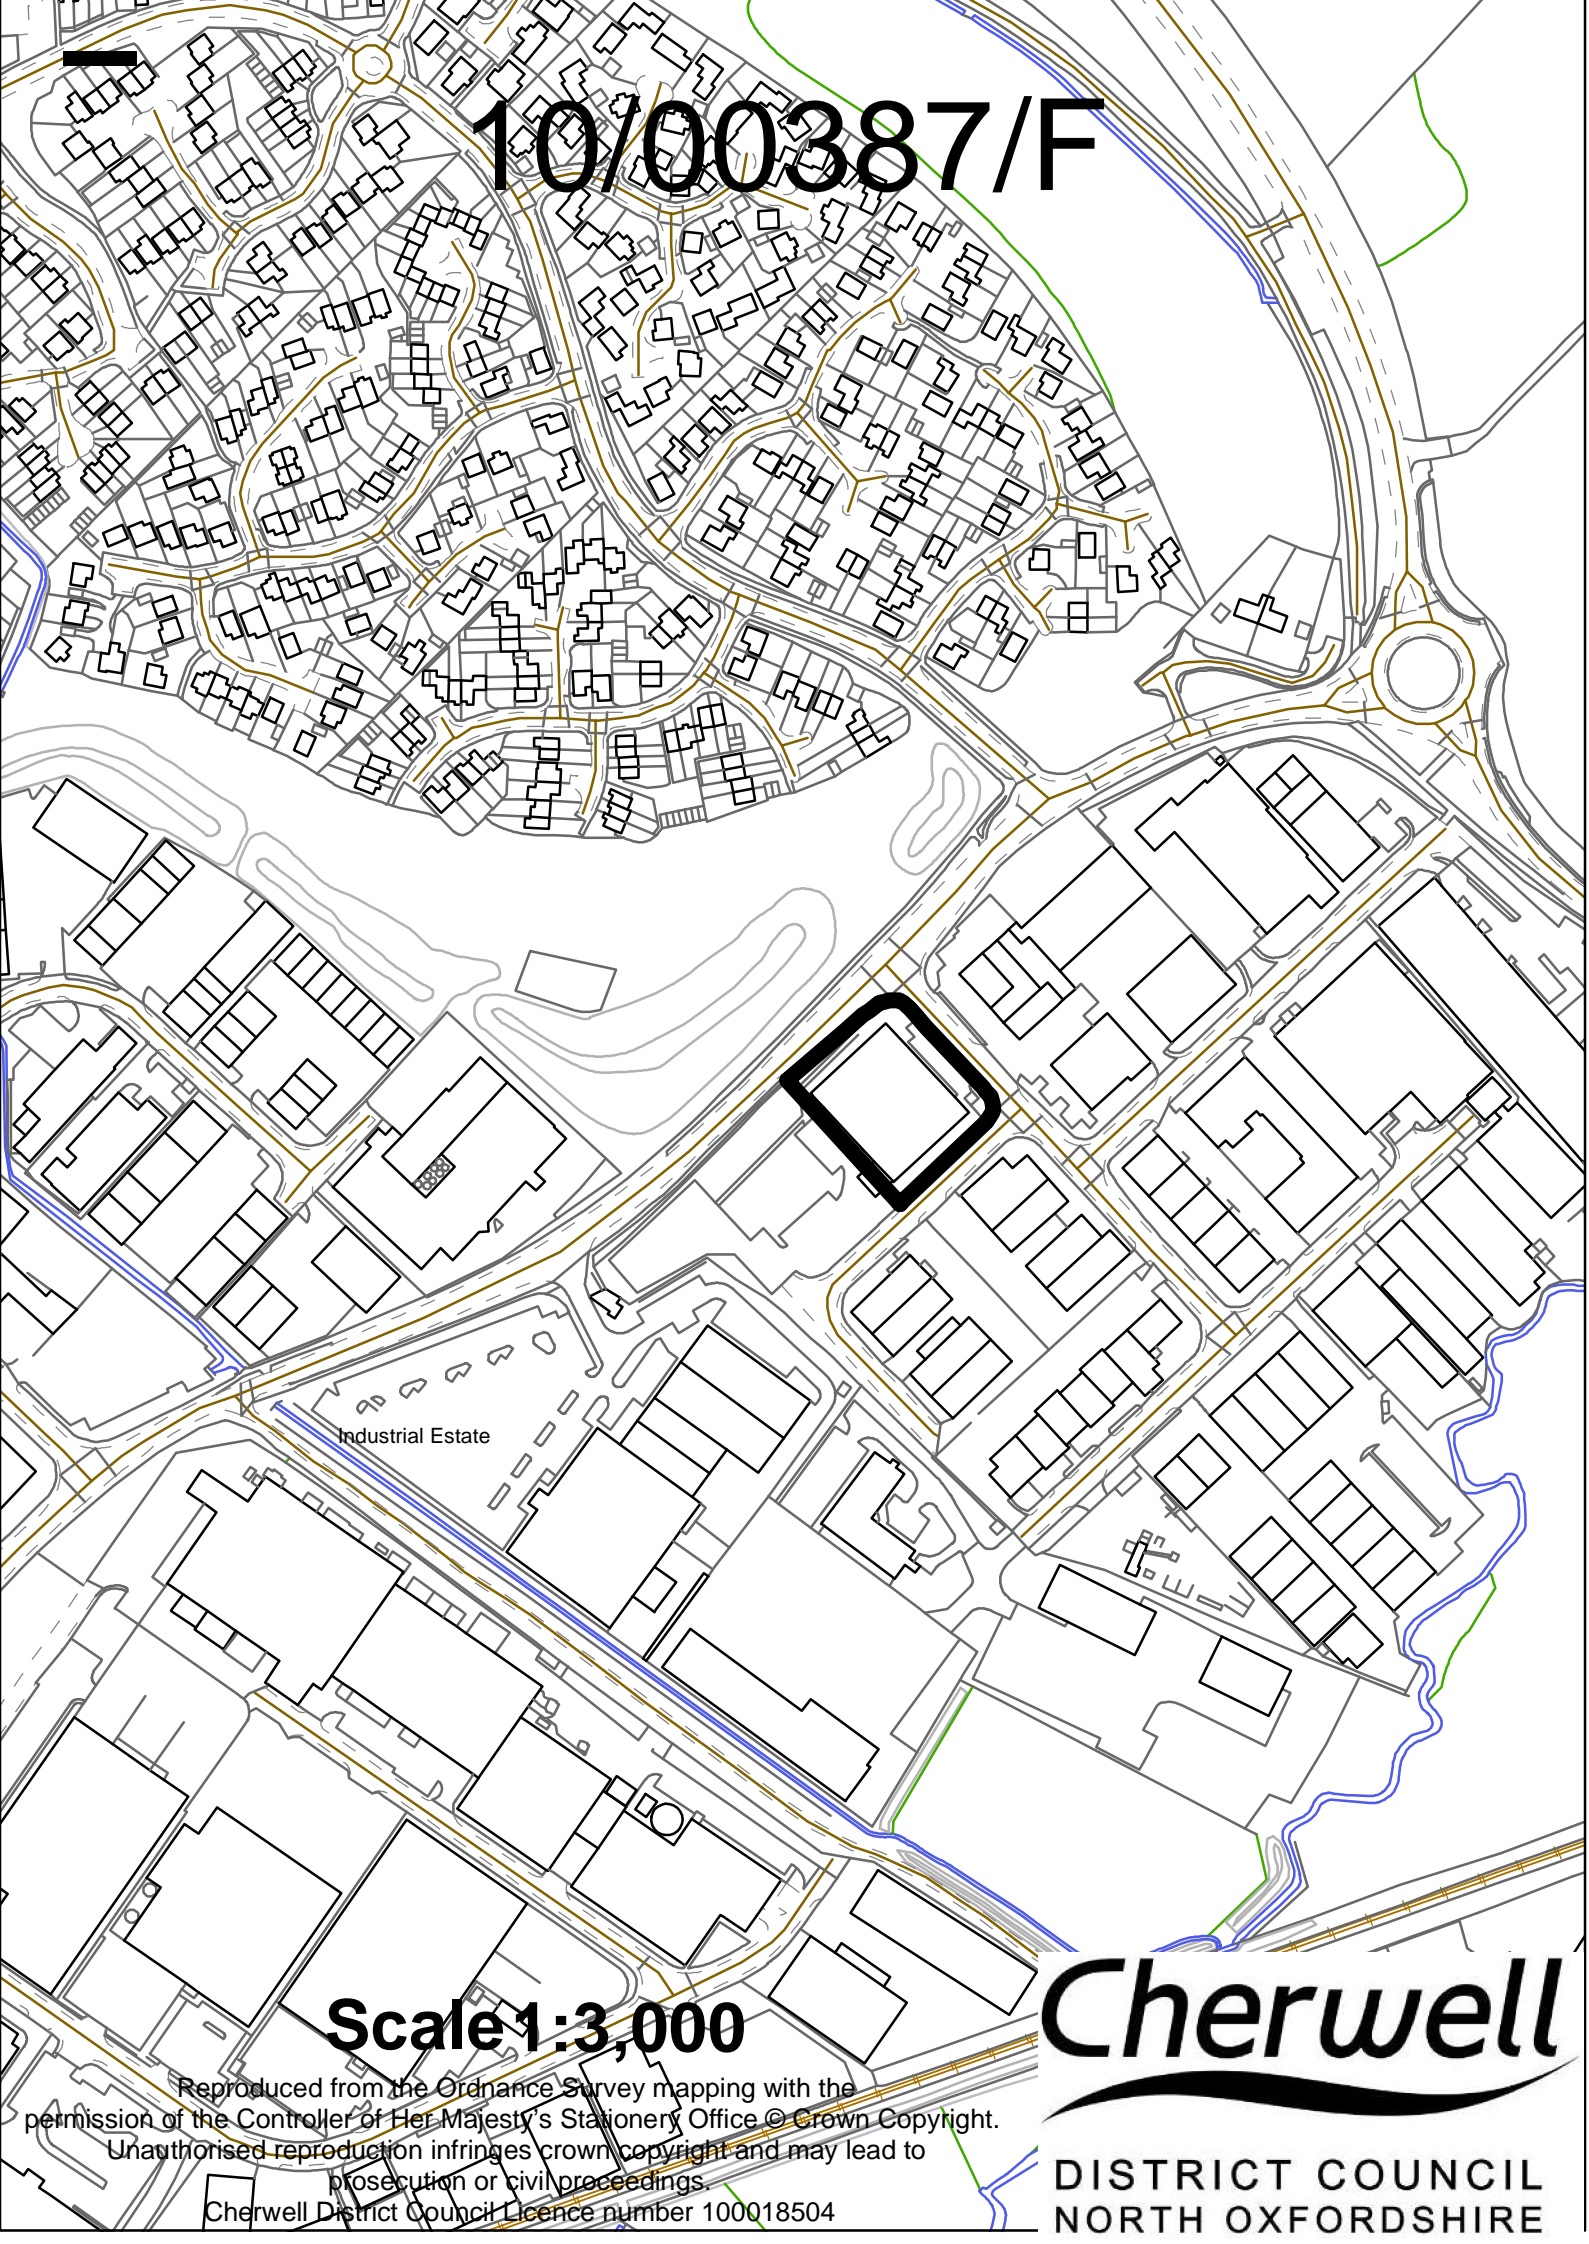 10/00387/F
Industrial Estate
Scale 1:3,000
Reproduced from the Ordnance Survey mapping with the
permission of the Controller of Her Majesty's Stationery Office © Crown Copyright.
Unauthorised reproduction infringes crown copyright and may lead to
prosecution or civil proceedings.
Cherwell District Council Licence number 100018504
Cherwell
DISTRICT COUNCIL
NORTH OXFORDSHIRE